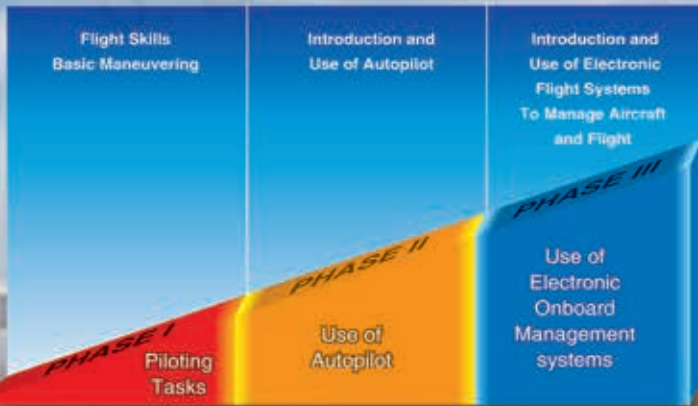 Flight Skills
Basic Maneuvering
Introduction and
Use of Autopilot
Introduction and
Use of Electronic
Flight Systems
To Manage Aircraft
and Flight
PHASE I
Piloting
Tasks
PHASE II
Use of
Autopilot
PHASE III
Use of
Electronic
Onboard
Management
systems